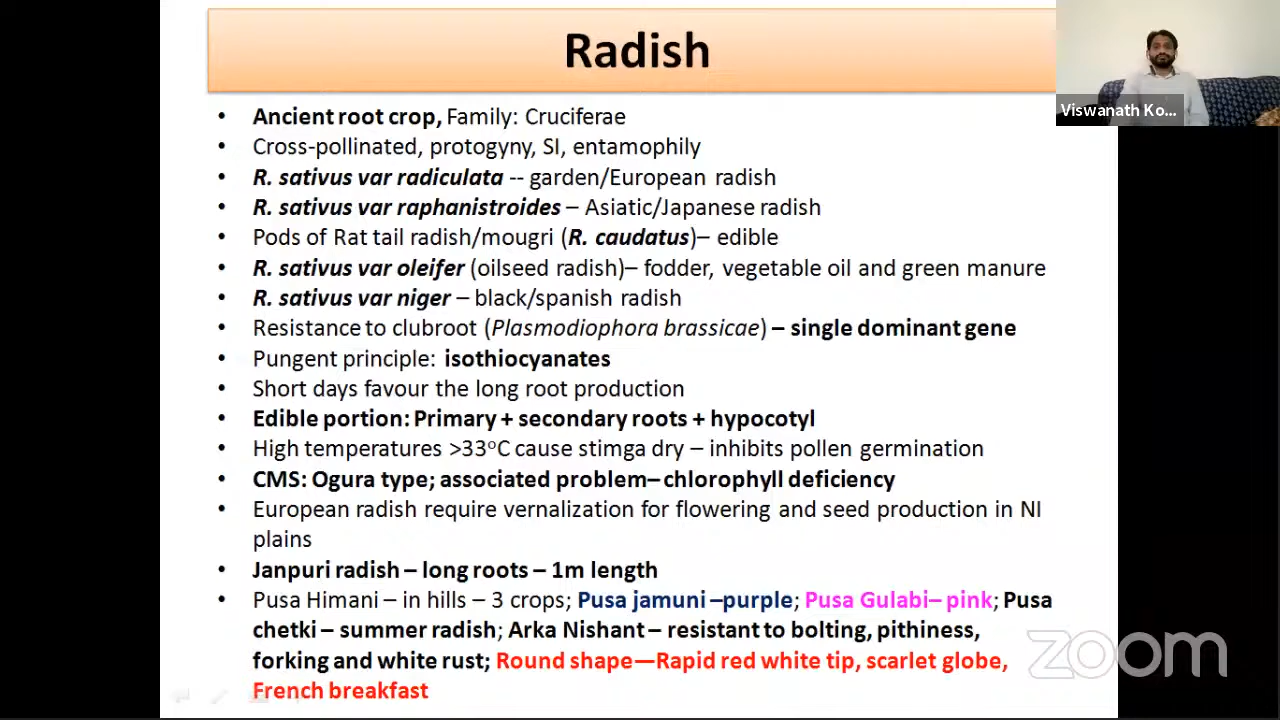 Radish
Viswanath Ko...
• Ancient root crop, Family: Cruciferae
• Cross-pollinated, protogyny, SI, entamophily
• R. sativus var radiculata -- garden/European radish
• R. sativus var raphanistroides – Asiatic/Japanese radish
• Pods of Rat tail radish/mougri (R. caudatus)– edible
• R. sativus var oleifer (oilseed radish)– fodder, vegetable oil and green manure
• R. sativus var niger – black/spanish radish
• Resistance to clubroot (Plasmodiophora brassicae) – single dominant gene
• Pungent principle: isothiocyanates
• Short days favour the long root production
• Edible portion: Primary + secondary roots + hypocotyl
• High temperatures >33°C cause stimga dry – inhibits pollen germination
• CMS: Ogura type; associated problem– chlorophyll deficiency
• European radish require vernalization for flowering and seed production in NI
plains
• Janpuri radish – long roots – 1m length
• Pusa Himani – in hills – 3 crops; Pusa jamuni –purple; Pusa Gulabi– pink; Pusa
chetki – summer radish; Arka Nishant – resistant to bolting, pithiness,
forking and white rust; Round shape—Rapid red white tip, scarlet globe,
French breakfast
zoom